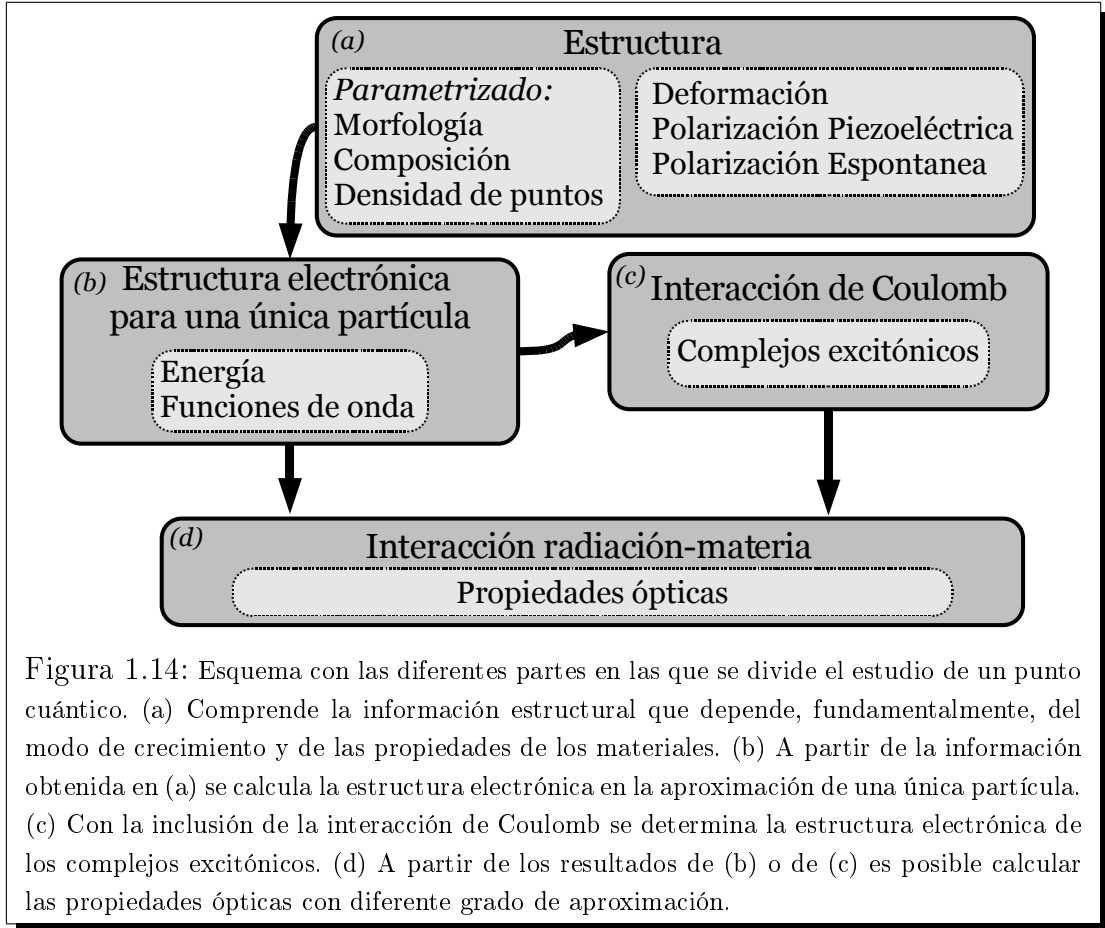 (a) Estructura
Parametrizado:
Morfología
Composición
Densidad de puntos
Deformación
Polarización Piezoeléctrica
Polarización Espontanea
(b) Estructura electrónica
para una única partícula
Energía
Funciones de onda
(c) Interacción de Coulomb
Complejos excitónicos
(d) Interacción radiación-materia
Propiedades ópticas
Figura 1.14: Esquema con las diferentes partes en las que se divide el estudio de un punto
cuántico. (a) Comprende la información estructural que depende, fundamentalmente, del
modo de crecimiento y de las propiedades de los materiales. (b) A partir de la información
obtenida en (a) se calcula la estructura electrónica en la aproximación de una única partícula.
(c) Con la inclusión de la interacción de Coulomb se determina la estructura electrónica de
los complejos excitónicos. (d) A partir de los resultados de (b) o de (c) es posible calcular
las propiedades ópticas con diferente grado de aproximación.